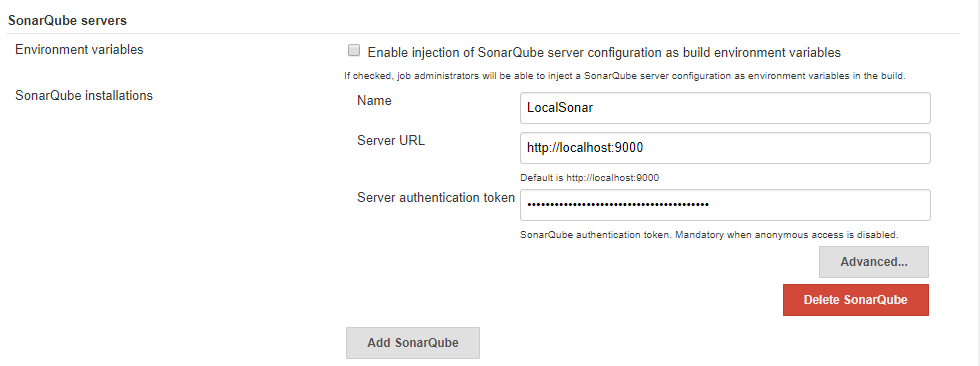 SonarQube servers
Environment variables
Enable injection of SonarQube server configuration as build environment variables
If checked, job administrators will be able to inject a SonarQube server configuration as environment variables in the build.
SonarQube installations
Name
LocalSonar
Server URL
http://localhost:9000
Default is http://localhost:9000
Server authentication token
••••••••••••••••••••••••••••••••••••••••
SonarQube authentication token. Mandatory when anonymous access is disabled.
Advanced...
Delete SonarQube
Add SonarQube